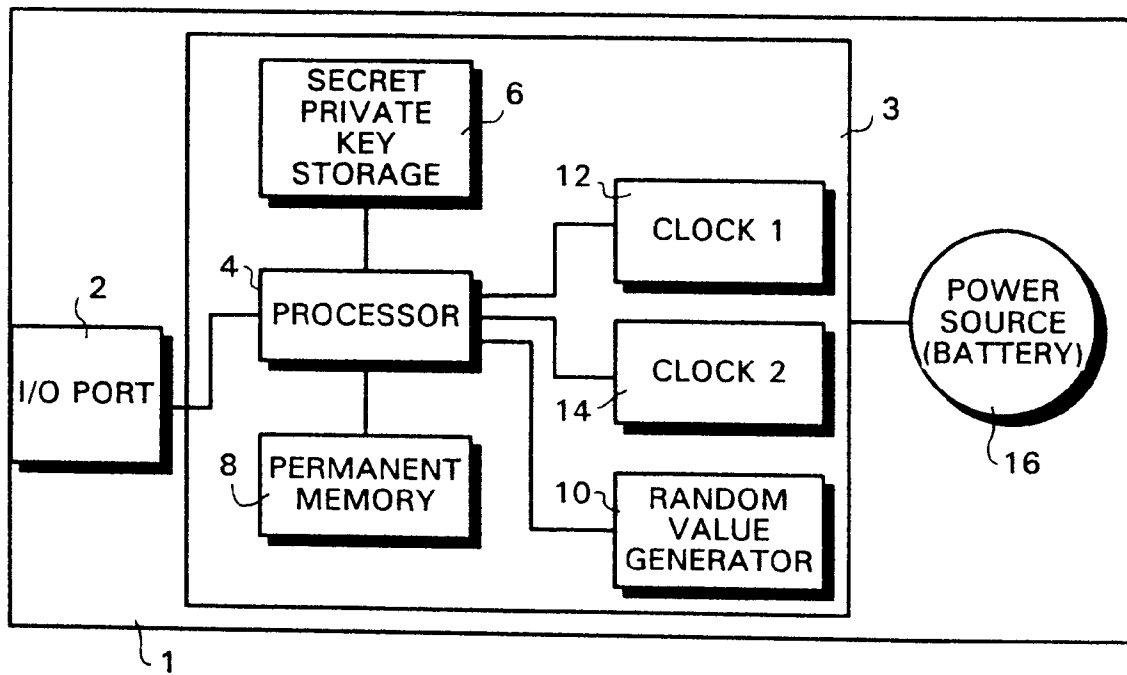 SECRET
PRIVATE
KEY
STORAGE
6
3
12
CLOCK 1
4
PROCESSOR
2
I/O PORT
POWER
SOURCE
(BATTERY)
16
CLOCK 2
14
8
PERMANENT
MEMORY
10
RANDOM
VALUE
GENERATOR
1